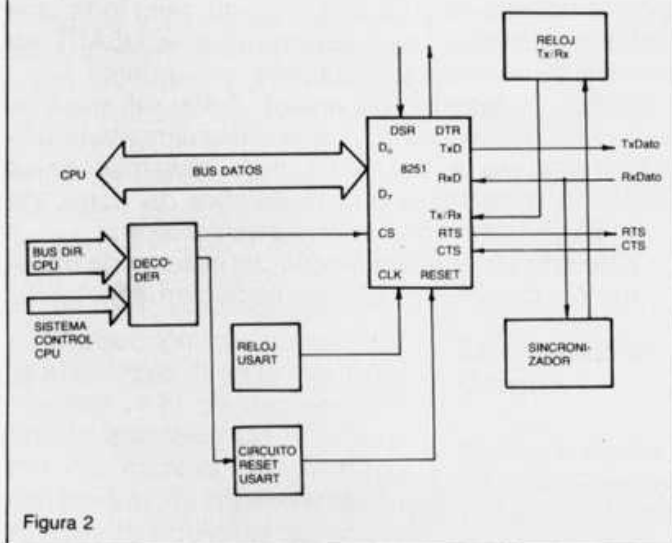 RELOJ
Tx/Rx
DSR DTR
D₀ TxD
TxDato
8251
CPU
BUS DATOS
RxD
RxDato
D₇
Tx/Rx
BUS DIR.
CPU
DECO-
DER
CS
RTS
RTS
CTS
CTS
CLK RESET
SISTEMA
CONTROL
CPU
RELOJ
USART
SINCRONI-
ZADOR
CIRCUITO
RESET
USART
Figura 2